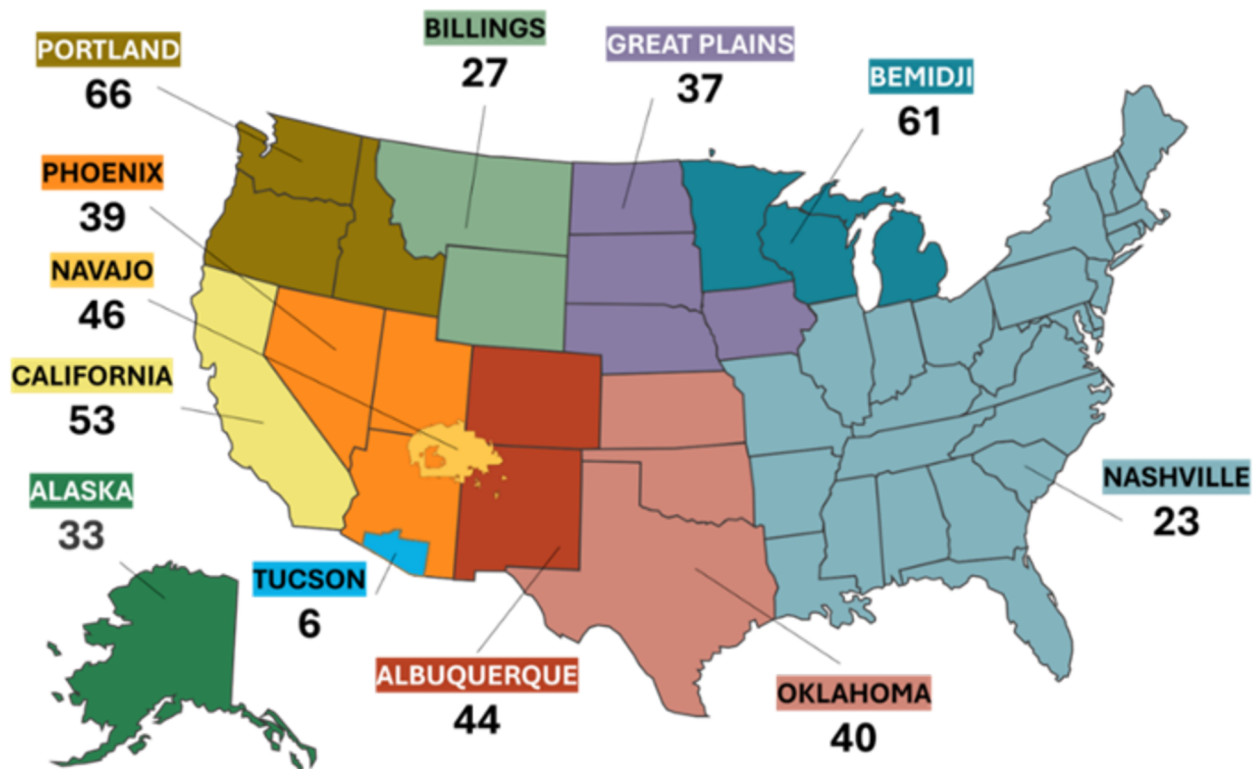 PORTLAND
66
BILLINGS
27
GREAT PLAINS
37
BEMIDJI
61
PHOENIX
39
NAVAJO
46
CALIFORNIA
53
ALASKA
33
TUCSON
6
ALBUQUERQUE
44
OKLAHOMA
40
NASHVILLE
23